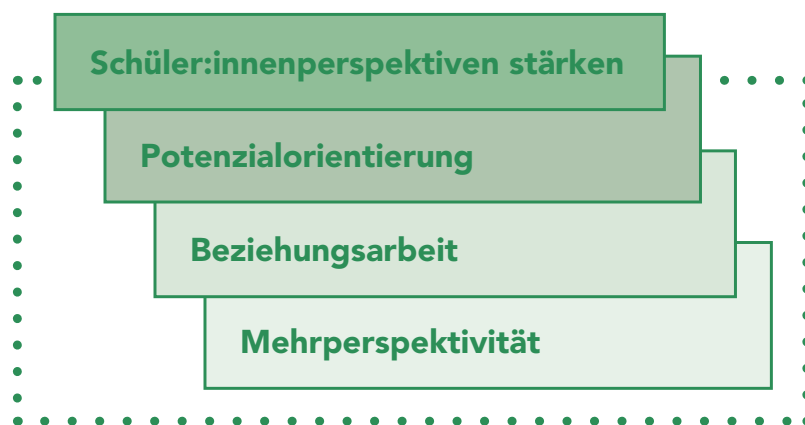 Schüler:innenperspektiven stärken
Potenzialorientierung
Beziehungsarbeit
Mehrperspektivität